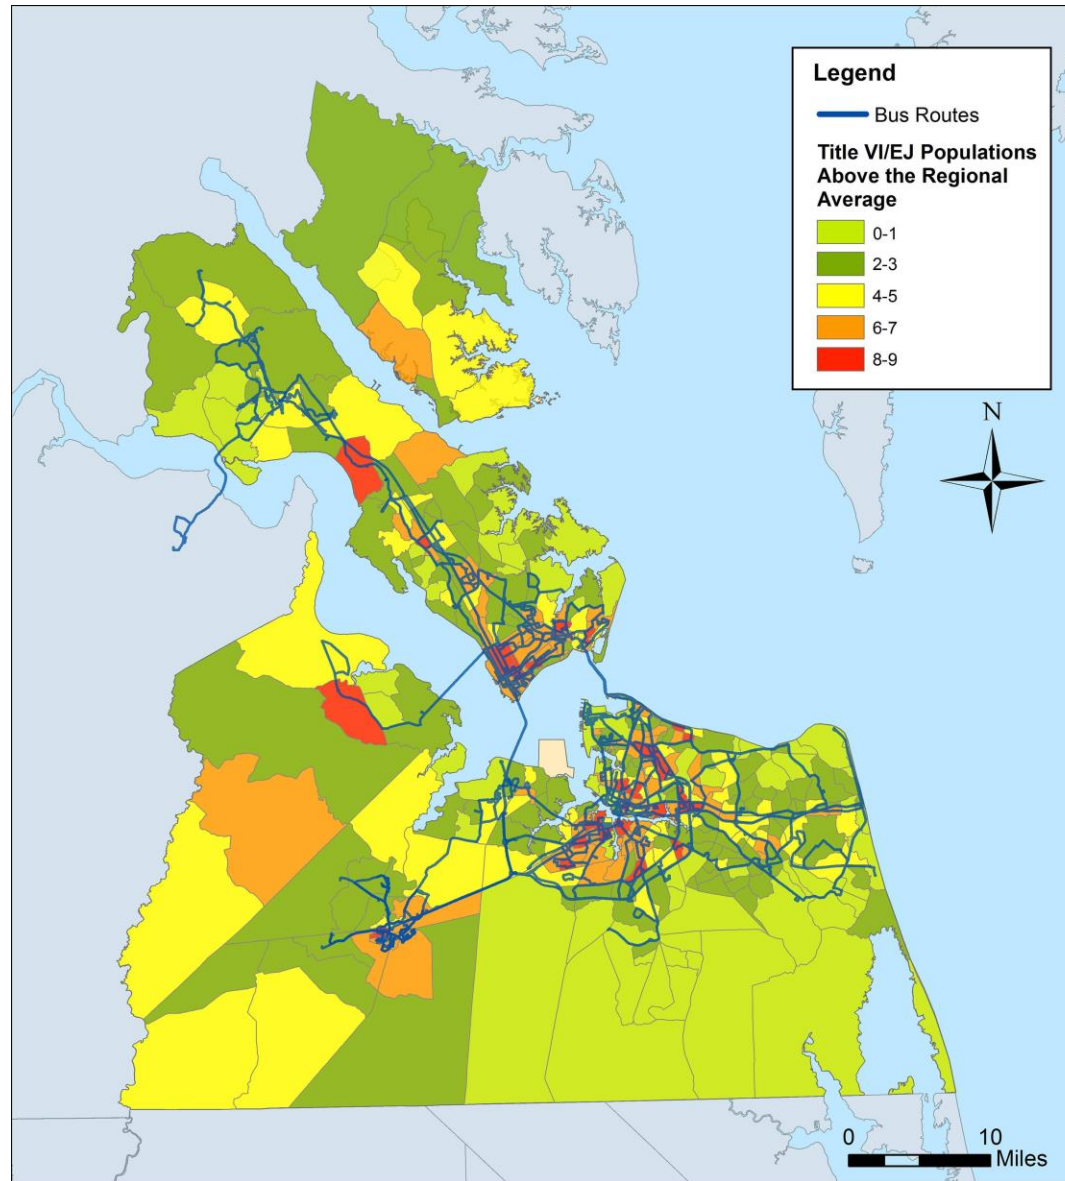 Legend
Bus Routes
Title VI/EJ Populations
Above the Regional
Average
0-1
2-3
4-5
6-7
8-9
N
0 10
Miles